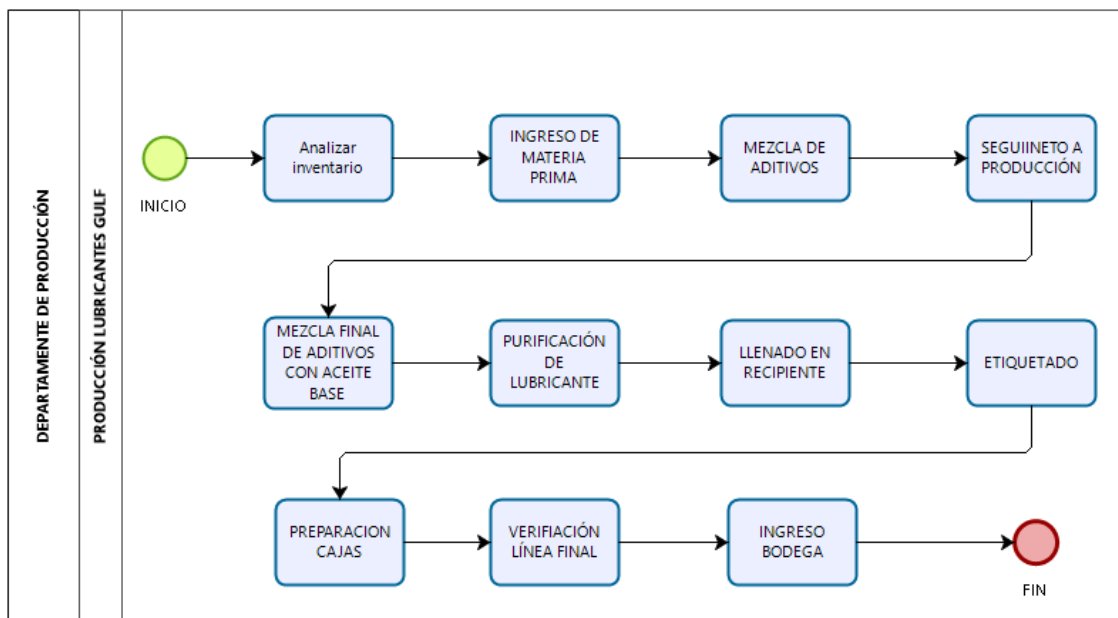 DEPARTAMENTE DE PRODUCCIÓN
PRODUCCIÓN LUBRICANTES GULF
INICIO
Analizar
inventario
INGRESO DE
MATERIA
PRIMA
MEZCLA DE
ADITIVOS
SEGUIINETO A
PRODUCCIÓN
MEZCLA FINAL
DE ADITIVOS
CON ACEITE
BASE
PURIFICACIÓN
DE
LUBRICANTE
LLENADO EN
RECIPIENTE
ETIQUETADO
PREPARACION
CAJAS
VERIFIACIÓN
LÍNEA FINAL
INGRESO
BODEGA
FIN